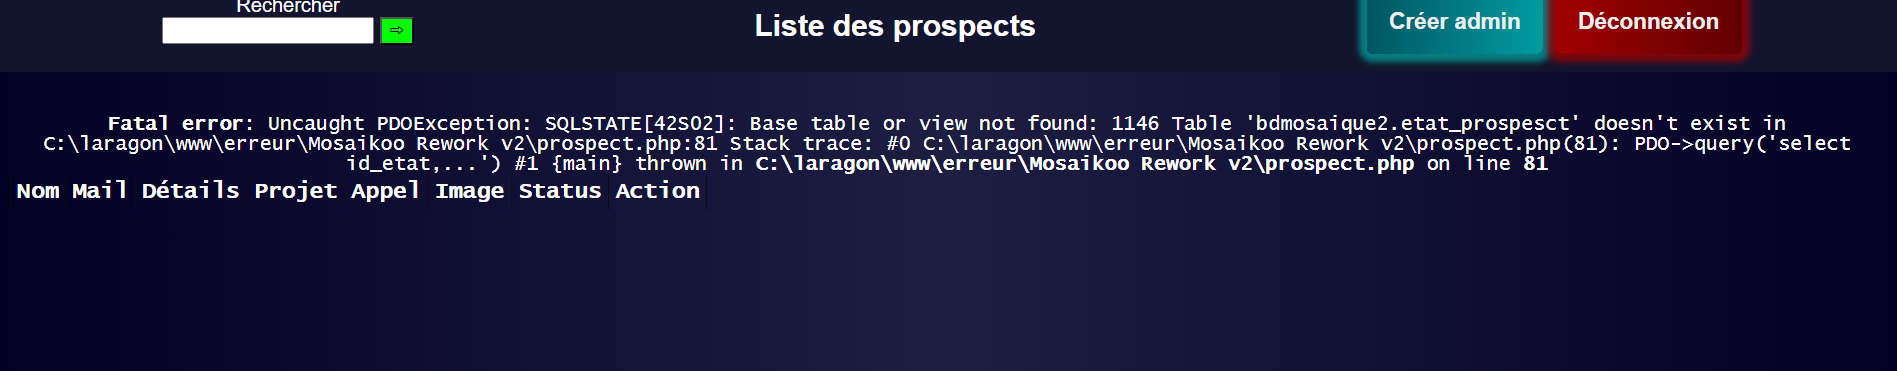 Rechercher
⇨
Liste des prospects
Créer admin
Déconnexion
Fatal error: Uncaught PDOException: SQLSTATE[42S02]: Base table or view not found: 1146 Table 'bdmosaique2.etat_prospesct' doesn't exist in
C:\laragon\www\erreur\Mosaikoo Rework v2\prospect.php:81 Stack trace: #0 C:\laragon\www\erreur\Mosaikoo Rework v2\prospect.php(81): PDO->query('select
id_etat,...') #1 {main} thrown in C:\laragon\www\erreur\Mosaikoo Rework v2\prospect.php on line 81
Nom Mail Détails Projet Appel Image Status Action